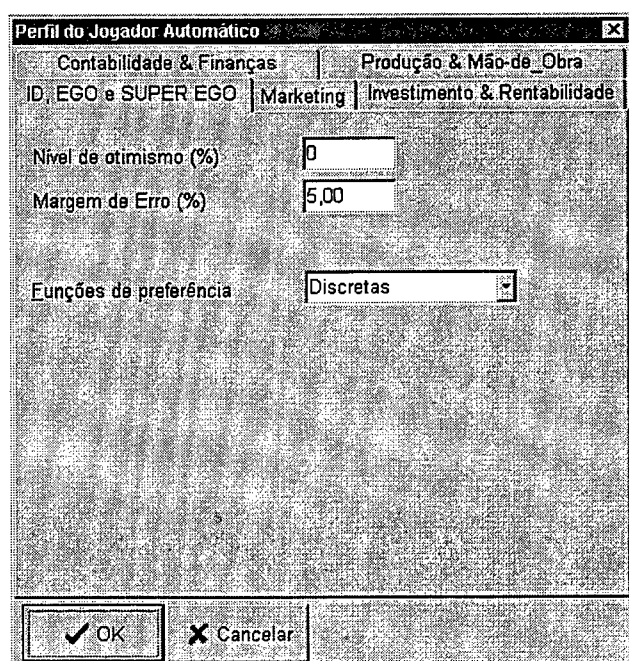 Perfil do Joyador Automático
Contabilidade & Finanças
Produção & Mão-de_Obra
ID, EGO e SUPER EGO
Marketing
Investimento & Rentabilidade
Nível de otimismo (%)
0
Margem de Erro (%)
5,00
Funções de preferência
Discretas
OK
Cancelar